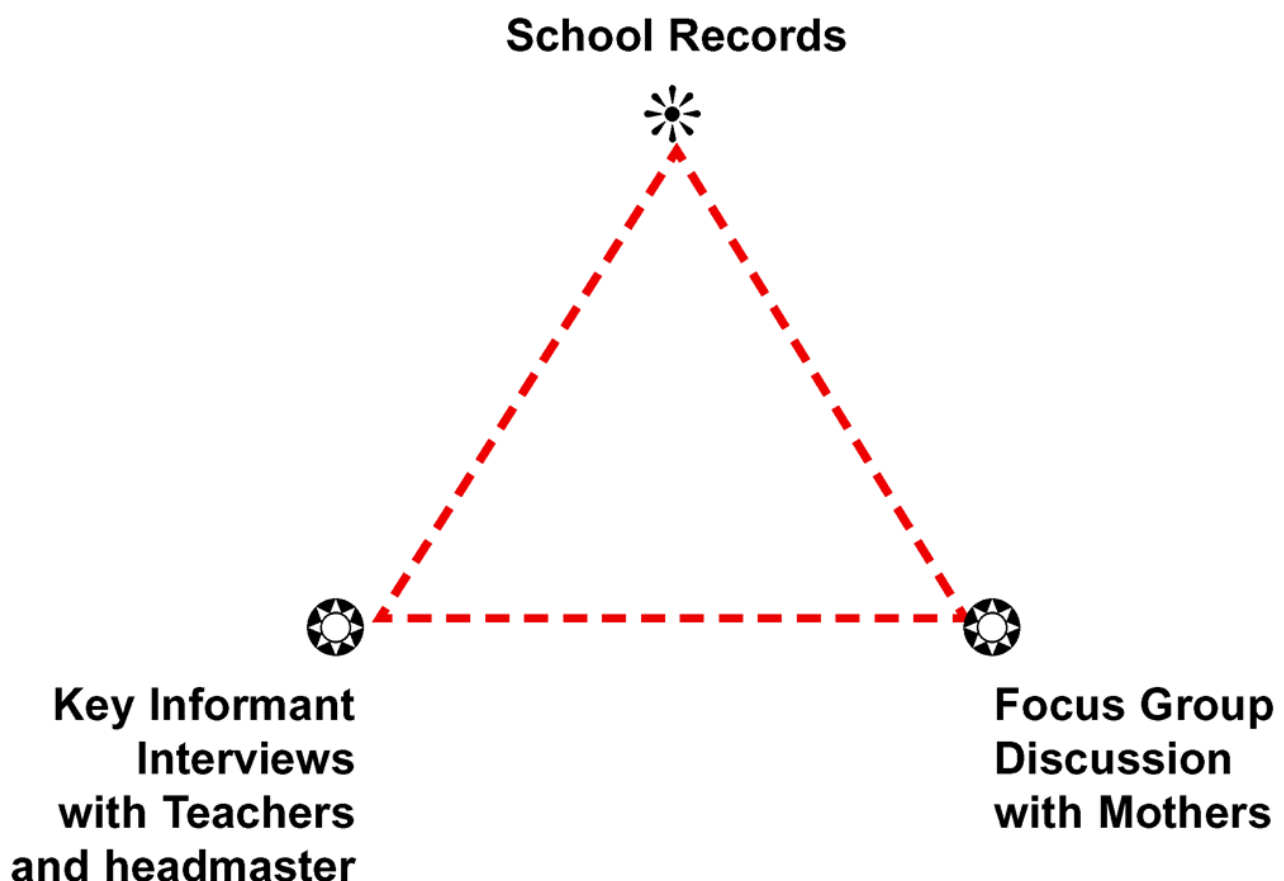 School Records
Key Informant
Interviews
with Teachers
and headmaster
Focus Group
Discussion
with Mothers